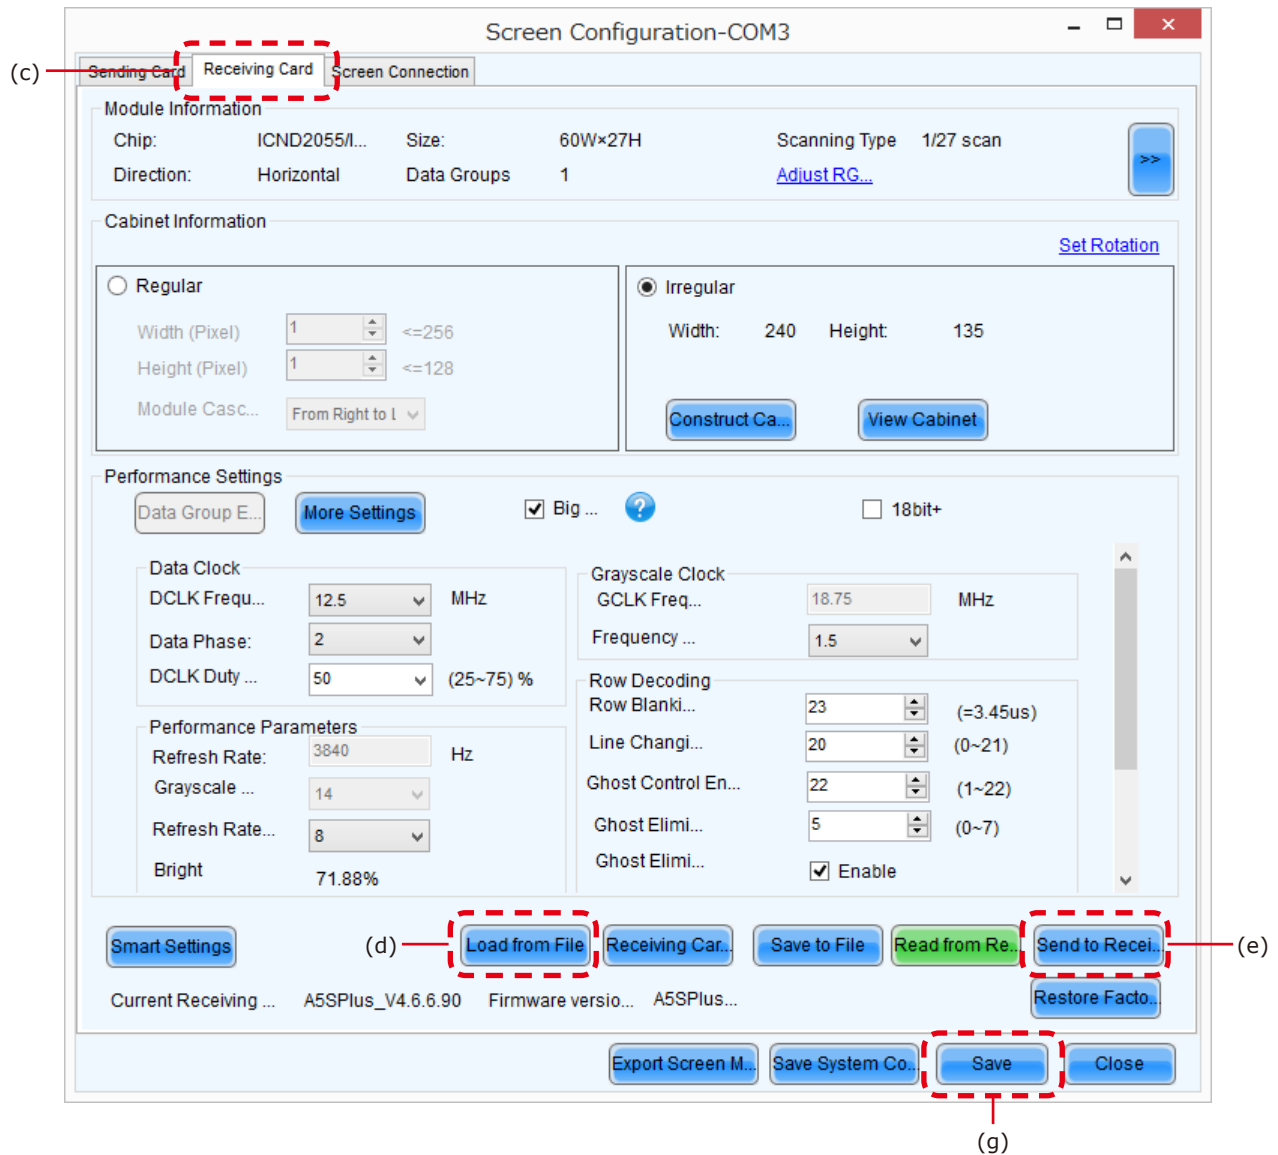 Screen Configuration-COM3
(c)
Sending Card Receiving Card Screen Connection
Module Information
Chip: ICND2055/I... Size: 60W×27H Scanning Type 1/27 scan
>>
Direction: Horizontal Data Groups 1 Adjust RG...
Cabinet Information
Set Rotation
Regular
Width (Pixel) 1 <=256
Height (Pixel) 1 <=128
Module Casc... From Right to L
Irregular
Width: 240 Height: 135
Construct Ca... View Cabinet
Performance Settings
Data Group E... More Settings Big ... ? 18bit+
Data Clock
DCLK Frequ... 12.5 MHz
Data Phase: 2
DCLK Duty ... 50 (25~75) %
Grayscale Clock
GCLK Freq... 18.75 MHz
Frequency ... 1.5
Performance Parameters
Refresh Rate: 3840 Hz
Grayscale ... 14
Refresh Rate... 8
Bright 71.88%
Row Decoding
Row Blanki... 23 (=3.45us)
Line Changi... 20 (0~21)
Ghost Control En... 22 (1~22)
Ghost Elimi... 5 (0~7)
Ghost Elimi... Enable
Smart Settings (d) Load from File Receiving Car... Save to File Read from Re... Send to Recei... (e)
Current Receiving ... A5SPlus_V4.6.6.90 Firmware versio... A5SPlus... Restore Facto...
Export Screen M... Save System Co... Save Close
(g)